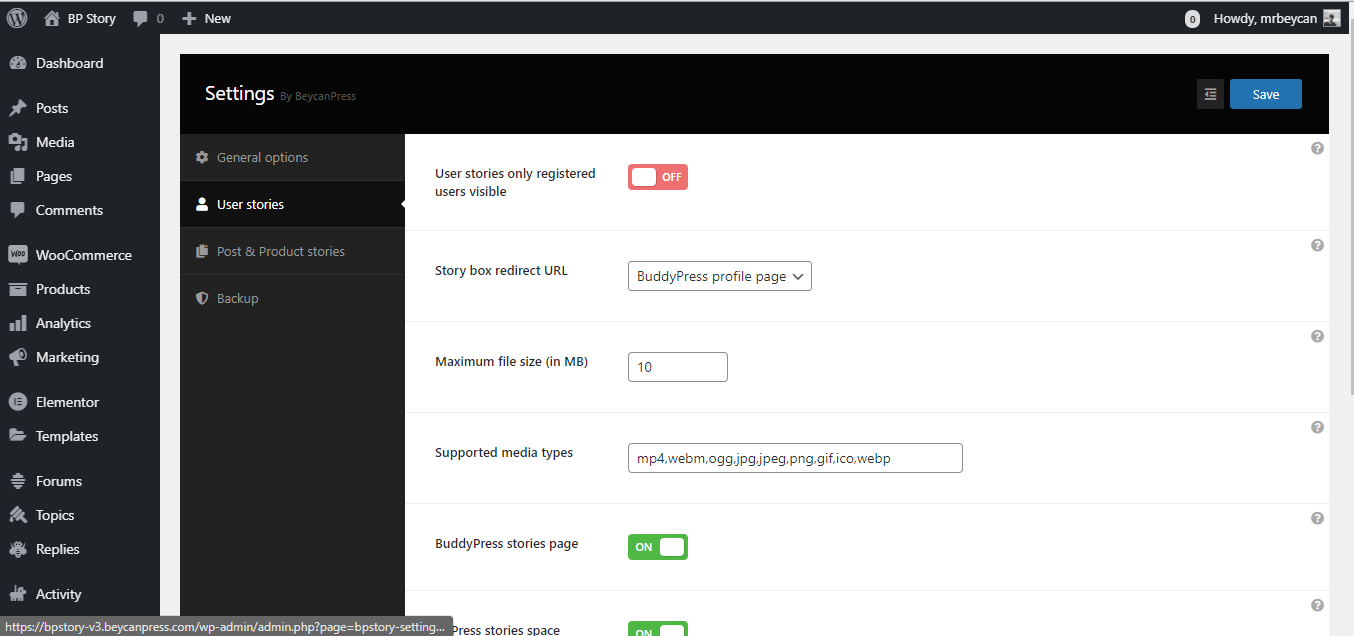 BP Story
0
New
0
Howdy, mrbeycan
Dashboard
Posts
Media
Pages
Comments
WOO
WooCommerce
Products
Analytics
Marketing
Elementor
Templates
Forums
Topics
Replies
Activity
Settings By BeycanPress
Save
General options
User stories
Post & Product stories
Backup
User stories only registered
users visible
OFF
?
Story box redirect URL
BuddyPress profile page
?
Maximum file size (in MB)
10
?
Supported media types
mp4,webm,ogg,jpg,jpeg,png,gif,ico,webp
?
BuddyPress stories page
ON
?
Press stories space
ON
?
https://bpstory-v3.beycanpress.com/wp-admin/admin.php?page=bpstory-setting...